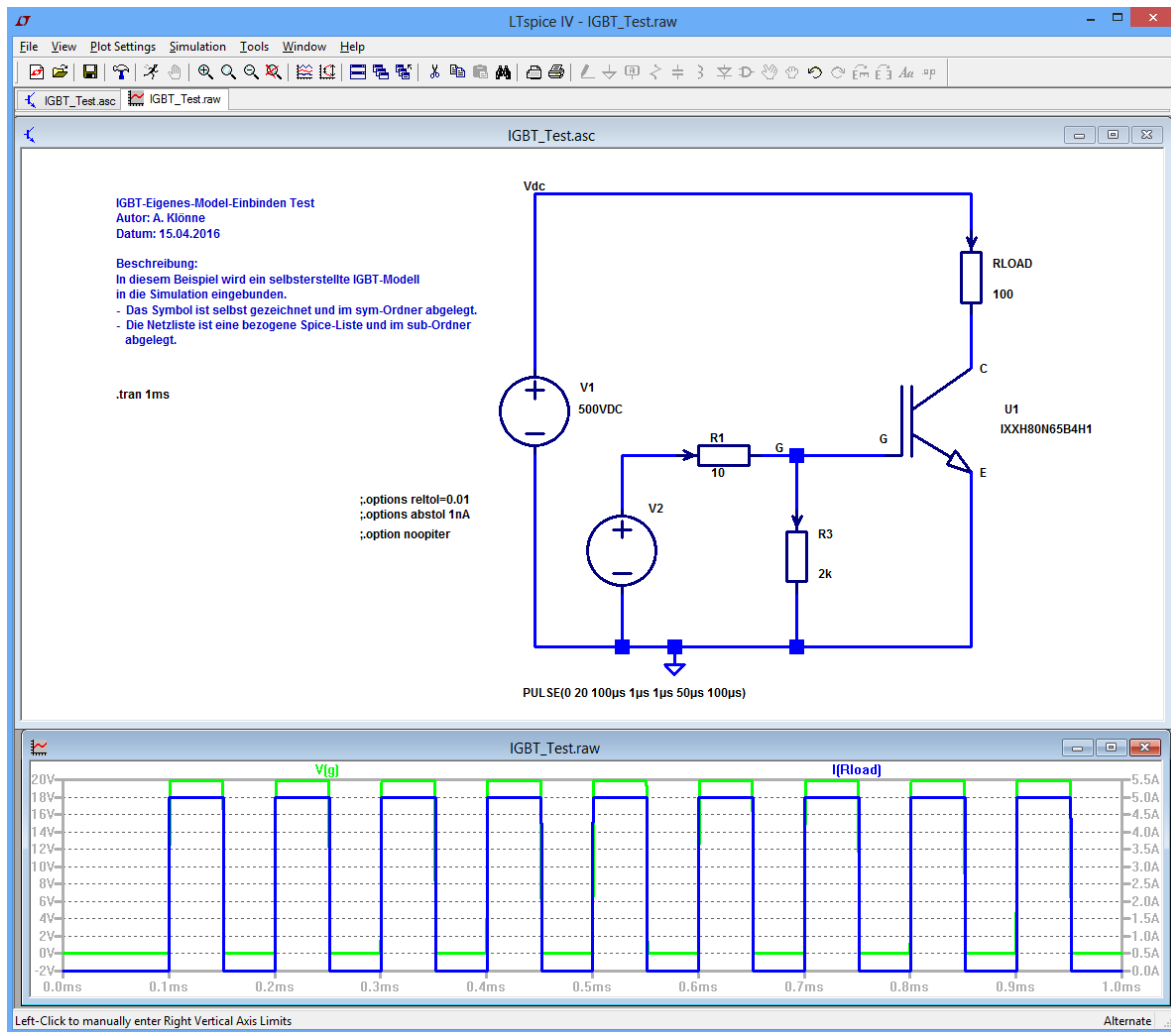 LTspice IV - IGBT_Test.raw
File View Plot Settings Simulation Tools Window Help
IGBT_Test.asc IGBT_Test.raw
IGBT_Test.asc
Vdc
IGBT-Eigenes-Model-Einbinden Test
Autor: A. Klönne
Datum: 15.04.2016
Beschreibung:
In diesem Beispiel wird ein selbsterstellte IGBT-Modell
in die Simulation eingebunden.
- Das Symbol ist selbst gezeichnet und im sym-Ordner abgelegt.
- Die Netzliste ist eine bezogene Spice-Liste und im sub-Ordner
abgelegt.
RLOAD
100
.tran 1ms
V1
500VDC
C
U1
IXXH80N65B4H1
R1
10
G
G
E
;.options reltol=0.01
;.options abstol 1nA
;.option noopiter
V2
R3
2k
PULSE(0 20 100µs 1µs 1µs 50µs 100µs)
IGBT_Test.raw
V(g) I(Rload)
20V 5.5A
18V 5.0A
16V 4.5A
14V 4.0A
12V 3.5A
10V 3.0A
8V 2.5A
6V 2.0A
4V 1.5A
2V 1.0A
0V 0.5A
-2V 0.0A
0.0ms 0.1ms 0.2ms 0.3ms 0.4ms 0.5ms 0.6ms 0.7ms 0.8ms 0.9ms 1.0ms
Left-Click to manually enter Right Vertical Axis Limits Alternate